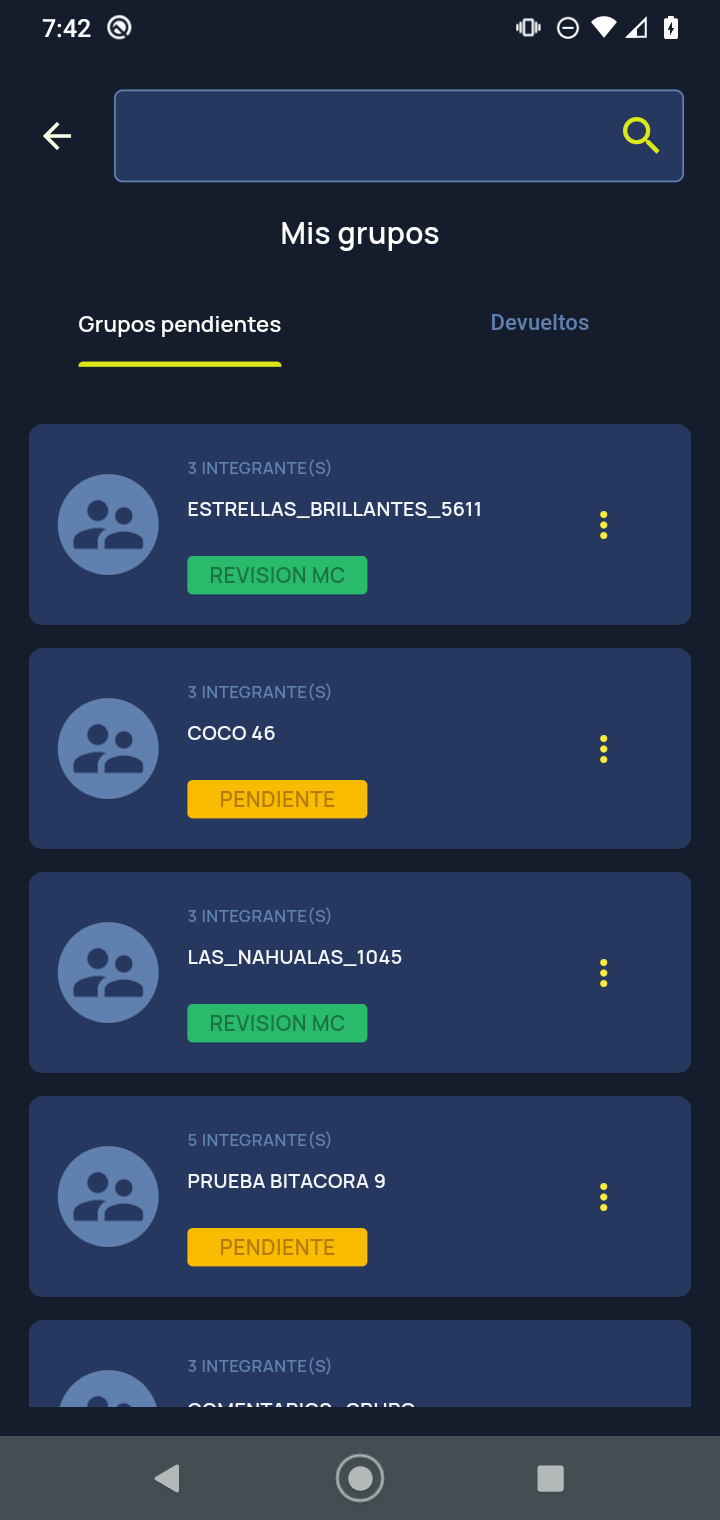 7:42
Mis grupos
Grupos pendientes
Devueltos
3 INTEGRANTE(S)
ESTRELLAS_BRILLANTES_5611
REVISION MC
3 INTEGRANTE(S)
COCO 46
PENDIENTE
3 INTEGRANTE(S)
LAS_NAHUALAS_1045
REVISION MC
5 INTEGRANTE(S)
PRUEBA BITACORA 9
PENDIENTE
3 INTEGRANTE(S)